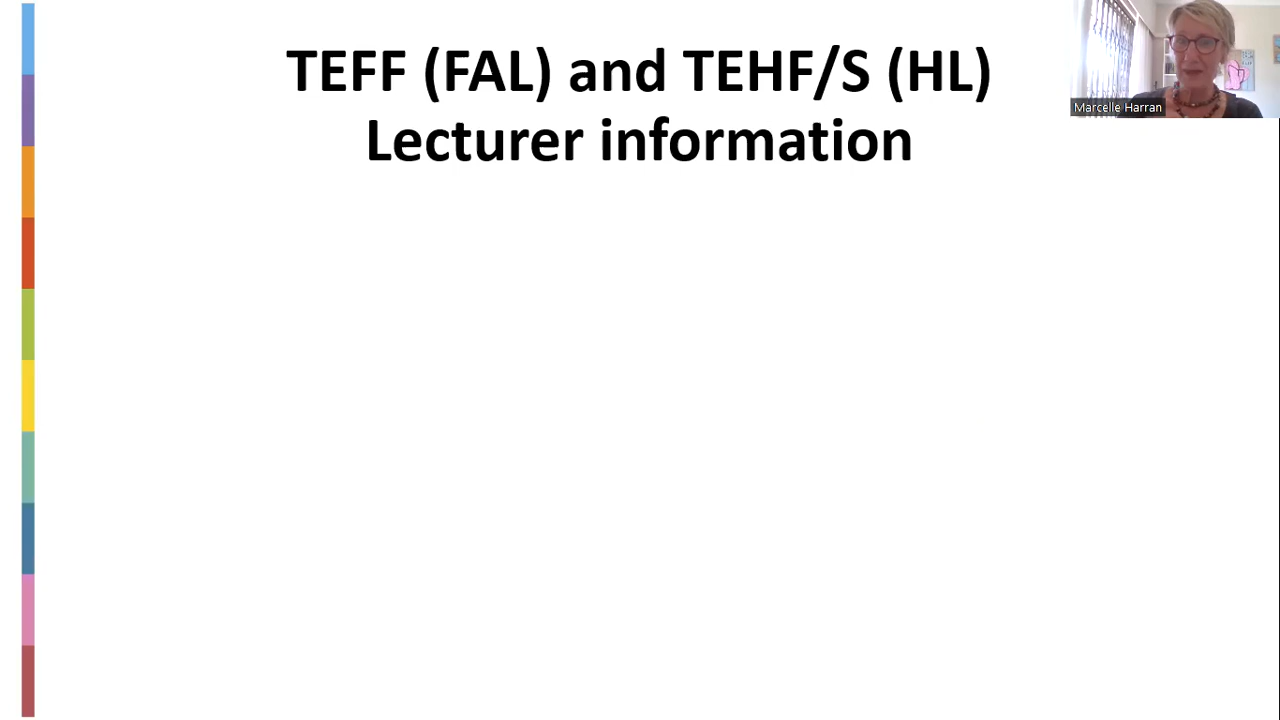 TEFF (FAL) and TEHF/S (HL)
Lecturer information
Marcelle Harran